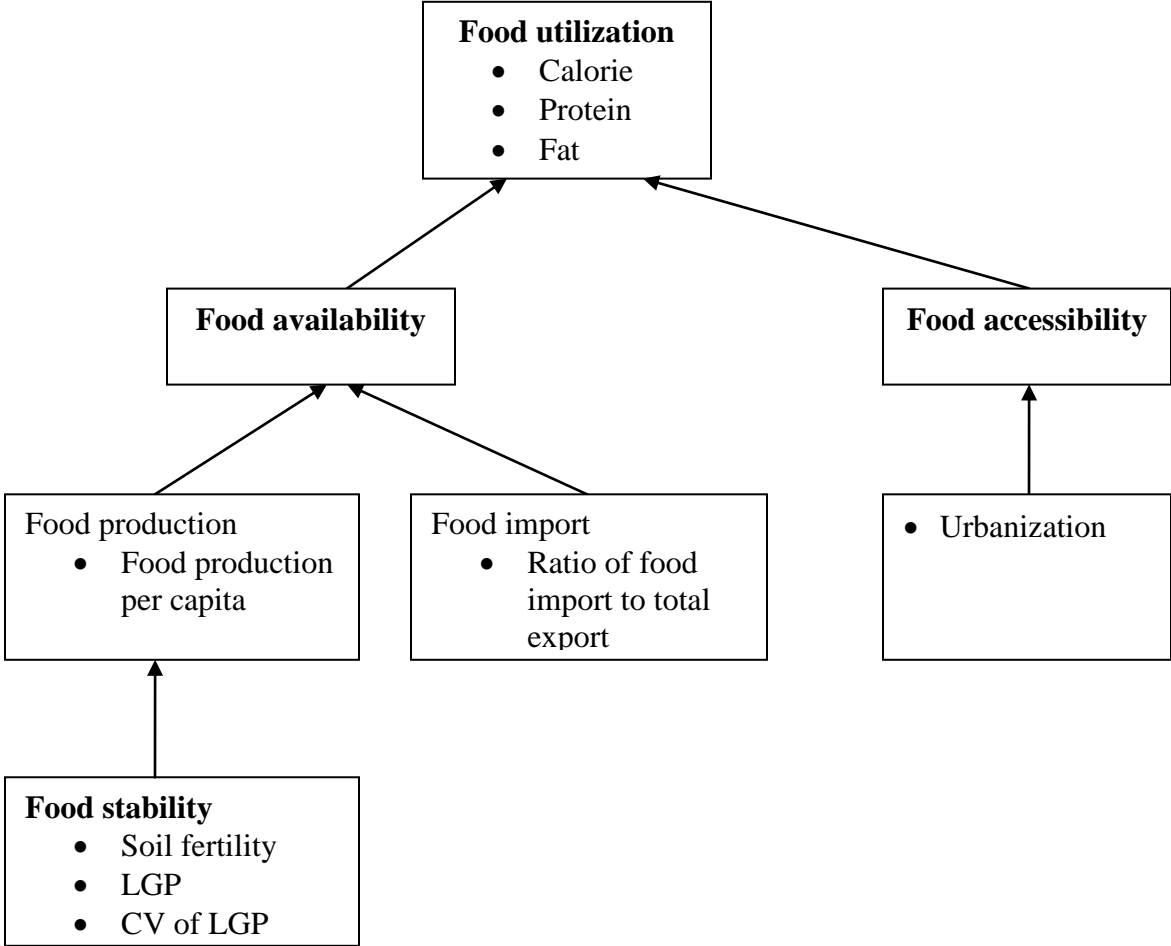 Food utilization
• Calorie
• Protein
• Fat
Food availability
Food accessibility
Food production
• Food production
per capita
Food import
• Ratio of food
import to total
export
• Urbanization
Food stability
• Soil fertility
• LGP
• CV of LGP